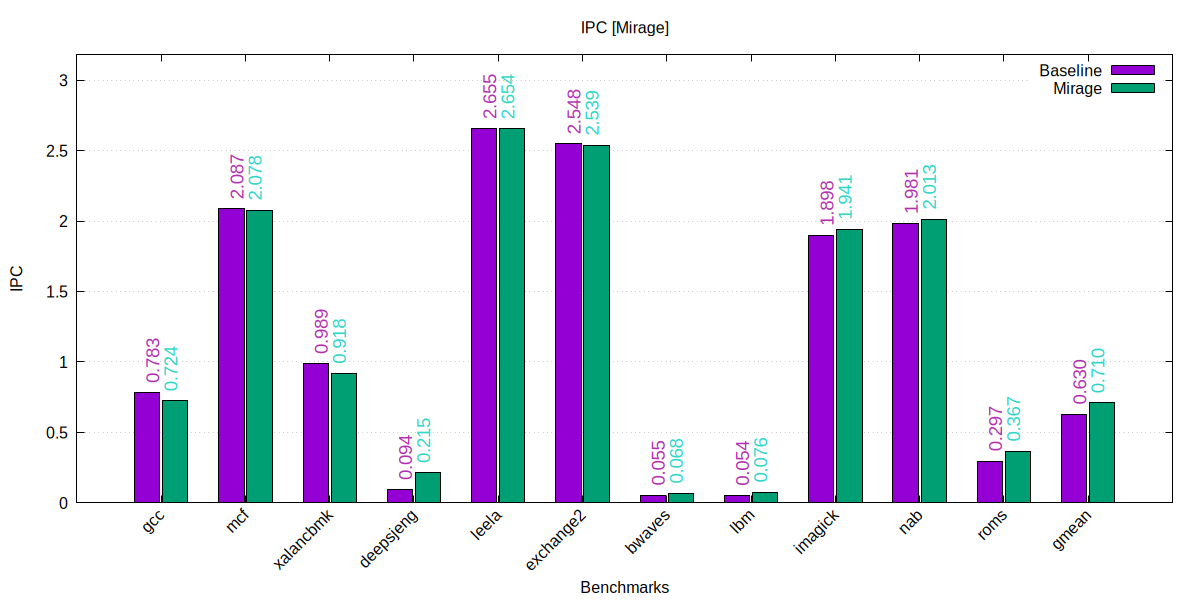 IPC [Mirage]
Baseline
Mirage
IPC
3
2.5
2
1.5
1
0.5
0
0.783
0.724
2.087
2.078
0.989
0.918
0.094
0.215
2.655
2.654
2.548
2.539
0.055
0.068
0.054
0.076
1.898
1.941
1.981
2.013
0.297
0.367
0.630
0.710
gcc
mcf
xalancbmk
deepsjeng
leela
exchange2
bwaves
lbm
imagick
nab
roms
gmean
Benchmarks